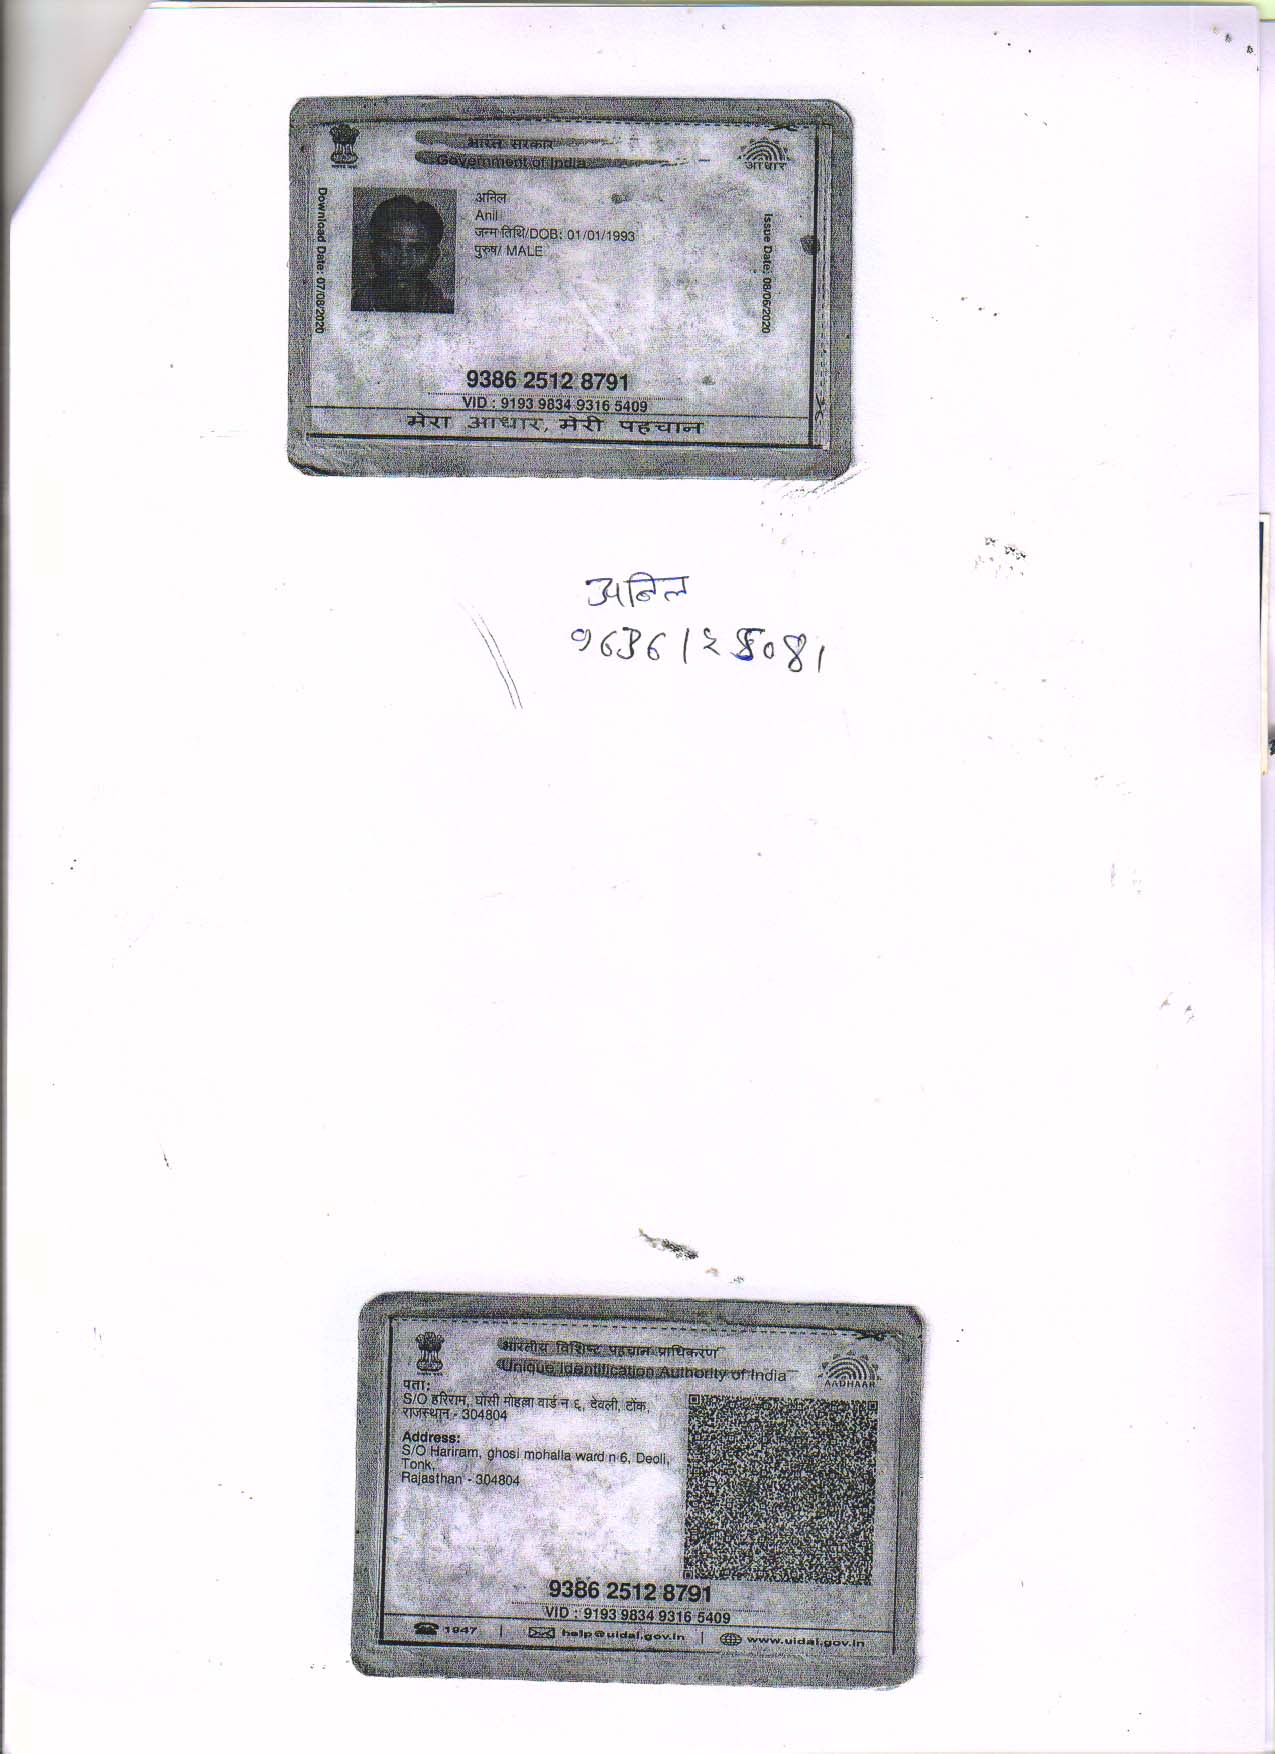 भारत सरकार
Government of India
आधार
Download Date: 07/08/2020
अनिल
Anil
जन्म तिथि/DOB: 01/01/1993
पुरुष/ MALE
Issue Date: 08/06/2020
9386 2512 8791
VID : 9193 9834 9316 5409
मेरा आधार, मेरी पहचान
अनिल
भारतीय विशिष्ट पहचान प्राधिकरण
Unique Identification Authority of India
AADHAAR
पता:
S/O हरिराम, घोसी मोहल्ला वार्ड न ६, देवली, टोंक,
राजस्थान - 304804
Address:
S/O Hariram, ghosi mohalla ward n 6, Deoli,
Tonk,
Rajasthan - 304804
9386 2512 8791
VID : 9193 9834 9316 5409
1947 | help@uidai.gov.in | www.uidai.gov.in